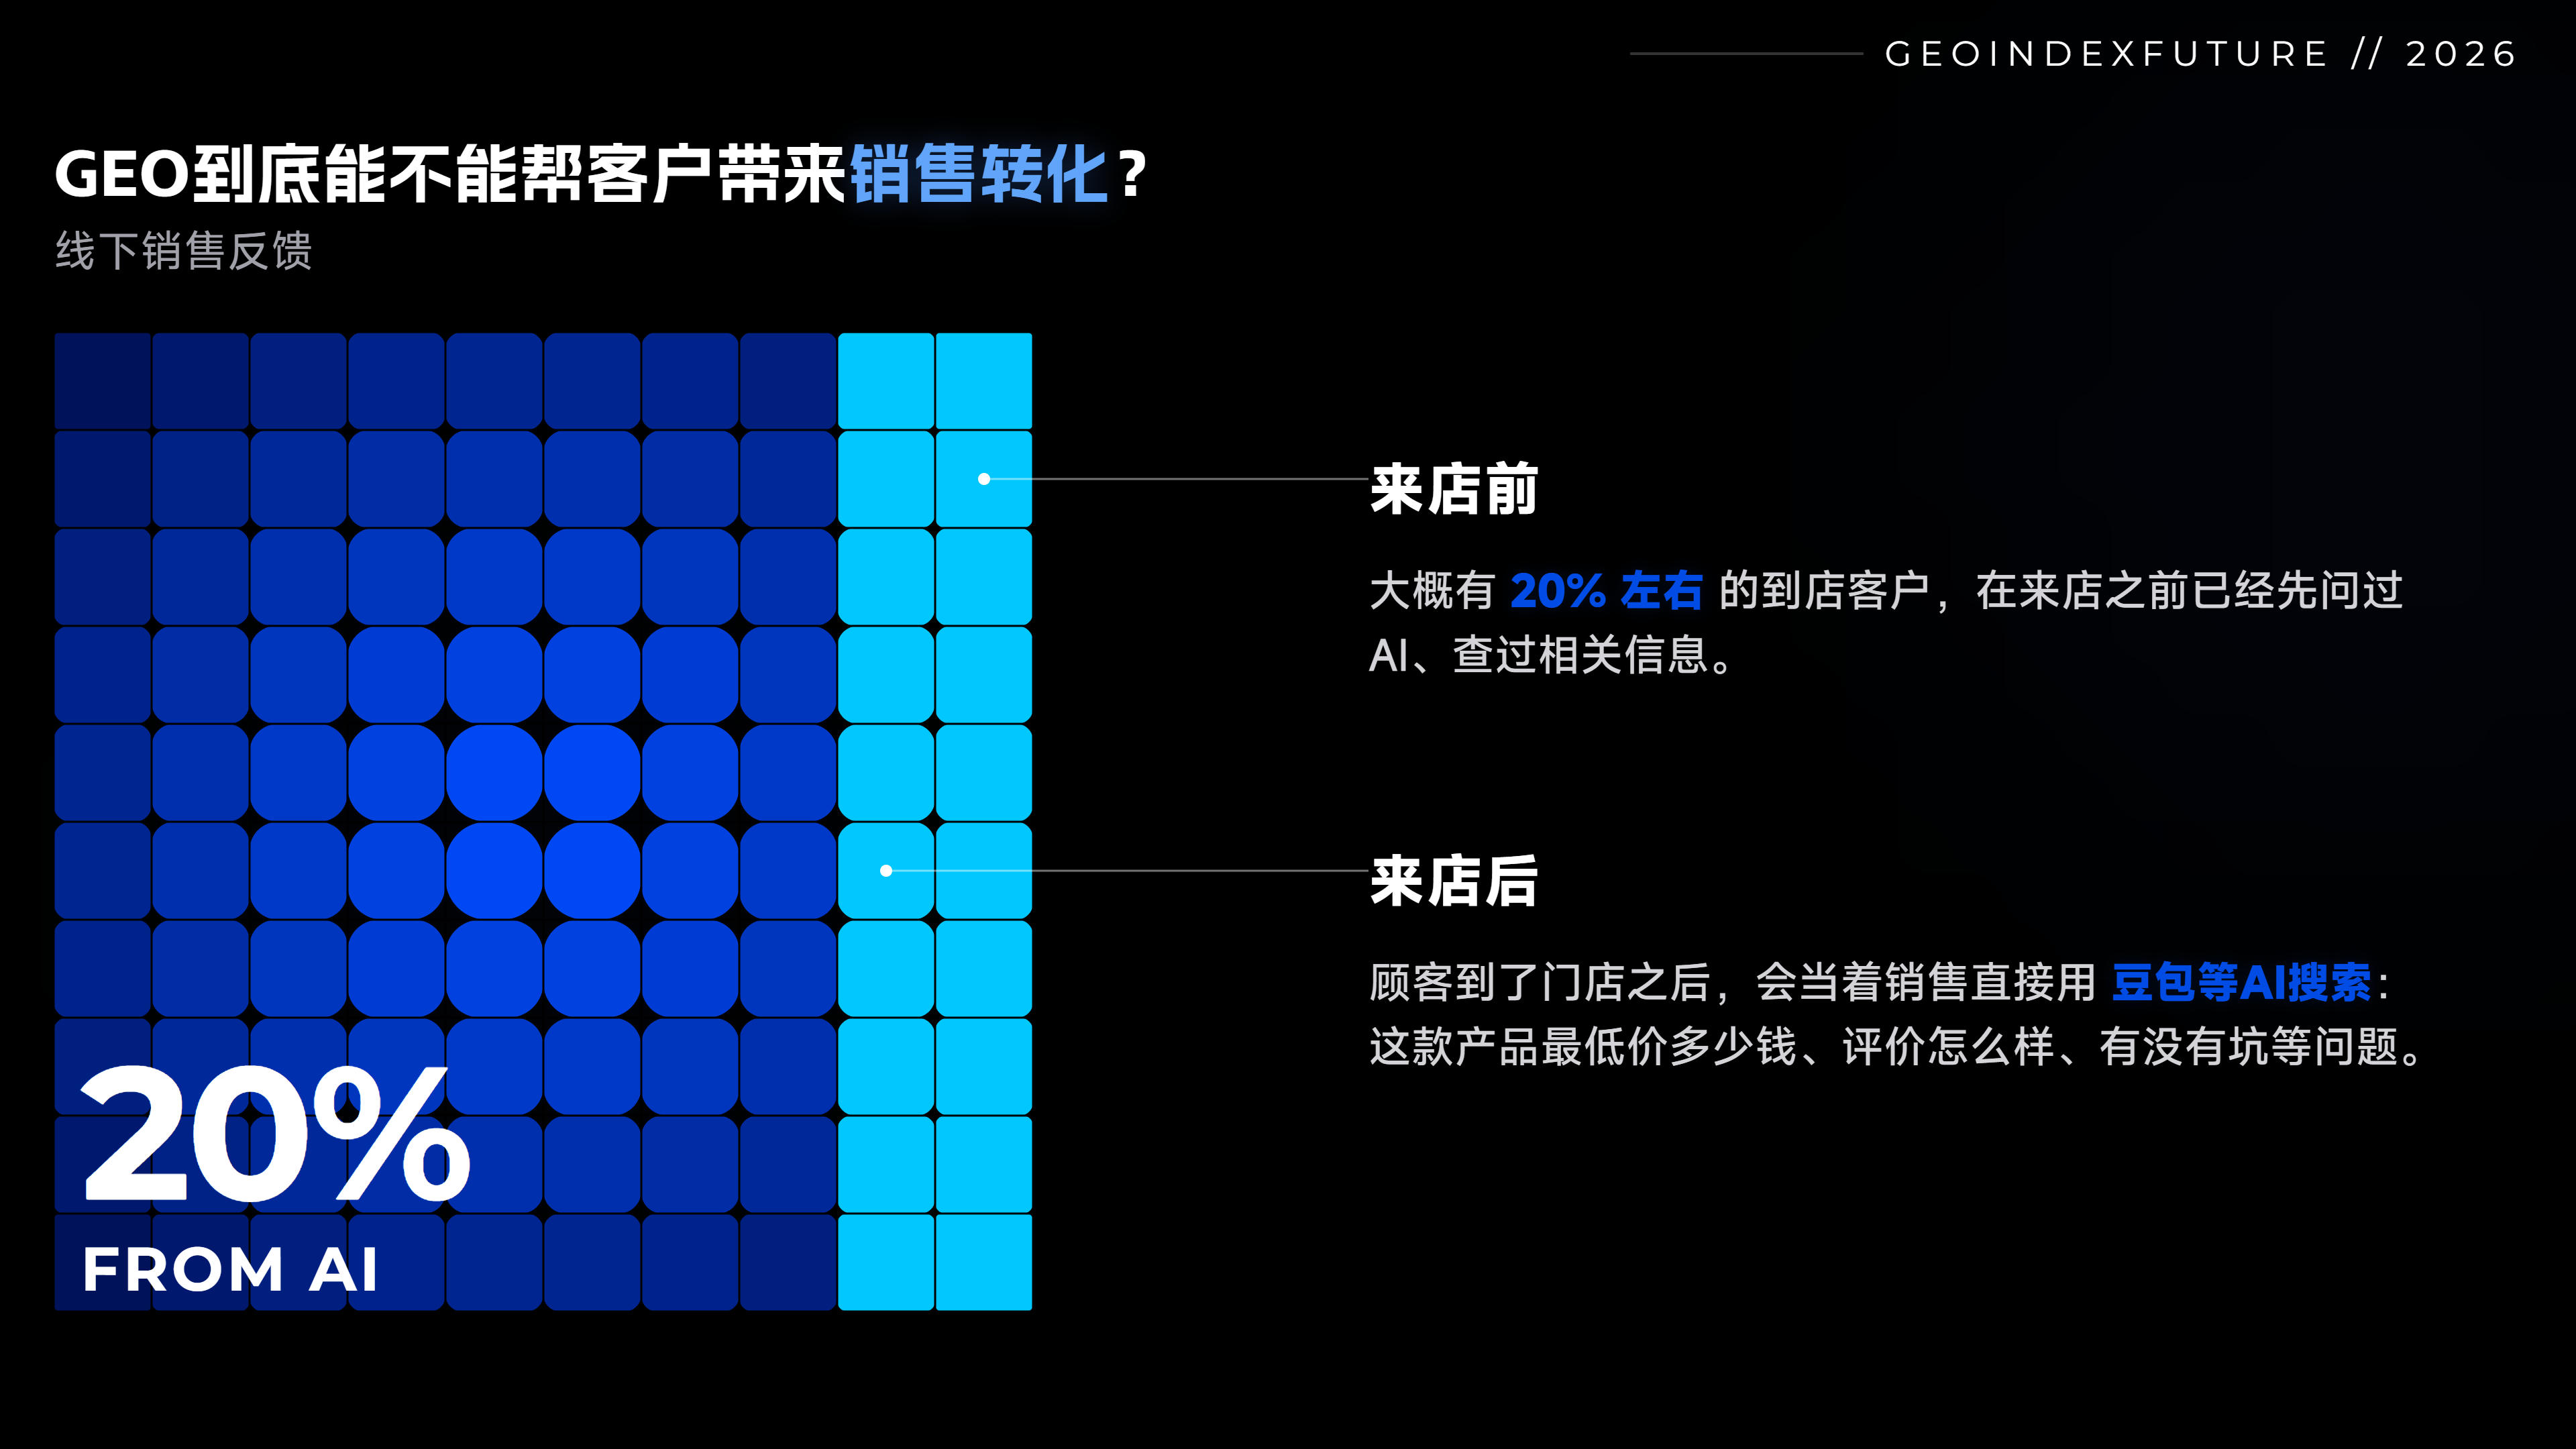 GEOINDEXFUTURE // 2026
GEO到底能不能帮客户带来销售转化？
线下销售反馈
来店前
大概有 20% 左右 的到店客户，在来店之前已经先问过
AI、查过相关信息。
来店后
顾客到了门店之后，会当着销售直接用 豆包等AI搜索：
这款产品最低价多少钱、评价怎么样、有没有坑等问题。
20%
FROM AI